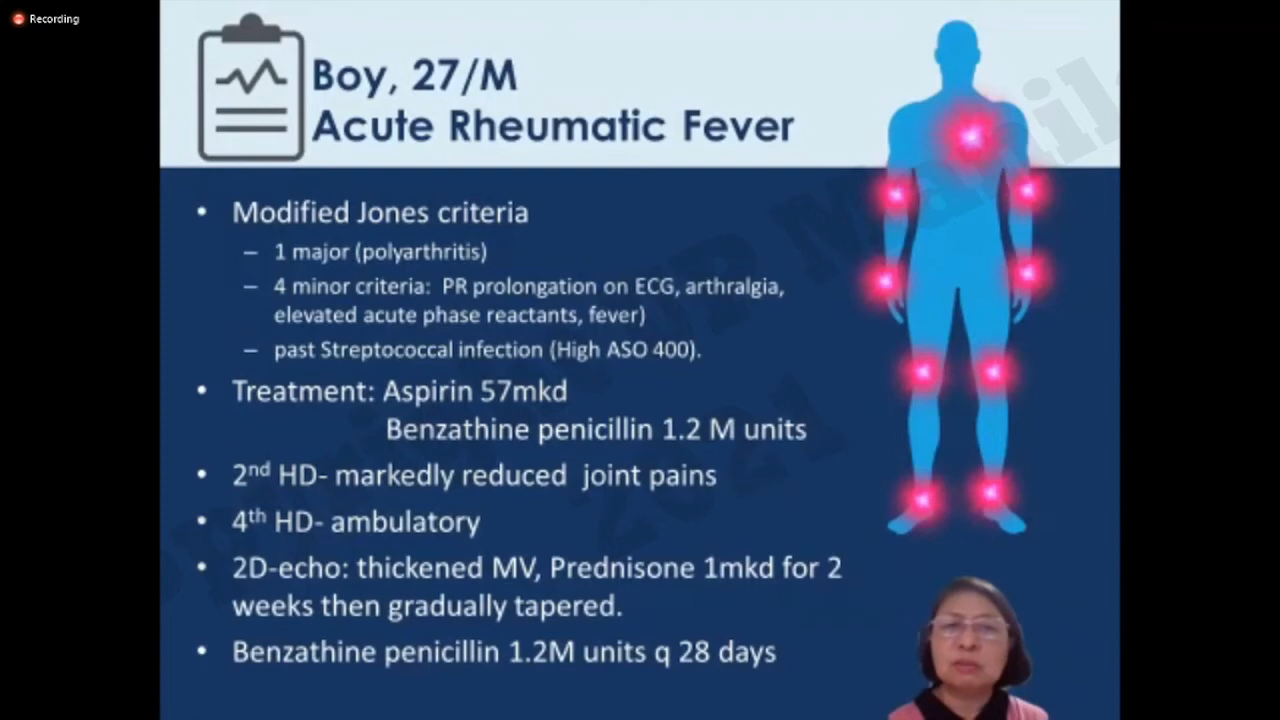 Recording
Boy, 27/M
Acute Rheumatic Fever
• Modified Jones criteria
– 1 major (polyarthritis)
– 4 minor criteria: PR prolongation on ECG, arthralgia,
elevated acute phase reactants, fever)
– past Streptococcal infection (High ASO 400).
• Treatment: Aspirin 57mkd
Benzathine penicillin 1.2 M units
• 2nd HD- markedly reduced joint pains
• 4th HD- ambulatory
• 2D-echo: thickened MV, Prednisone 1mkd for 2
weeks then gradually tapered.
• Benzathine penicillin 1.2M units q 28 days
2021